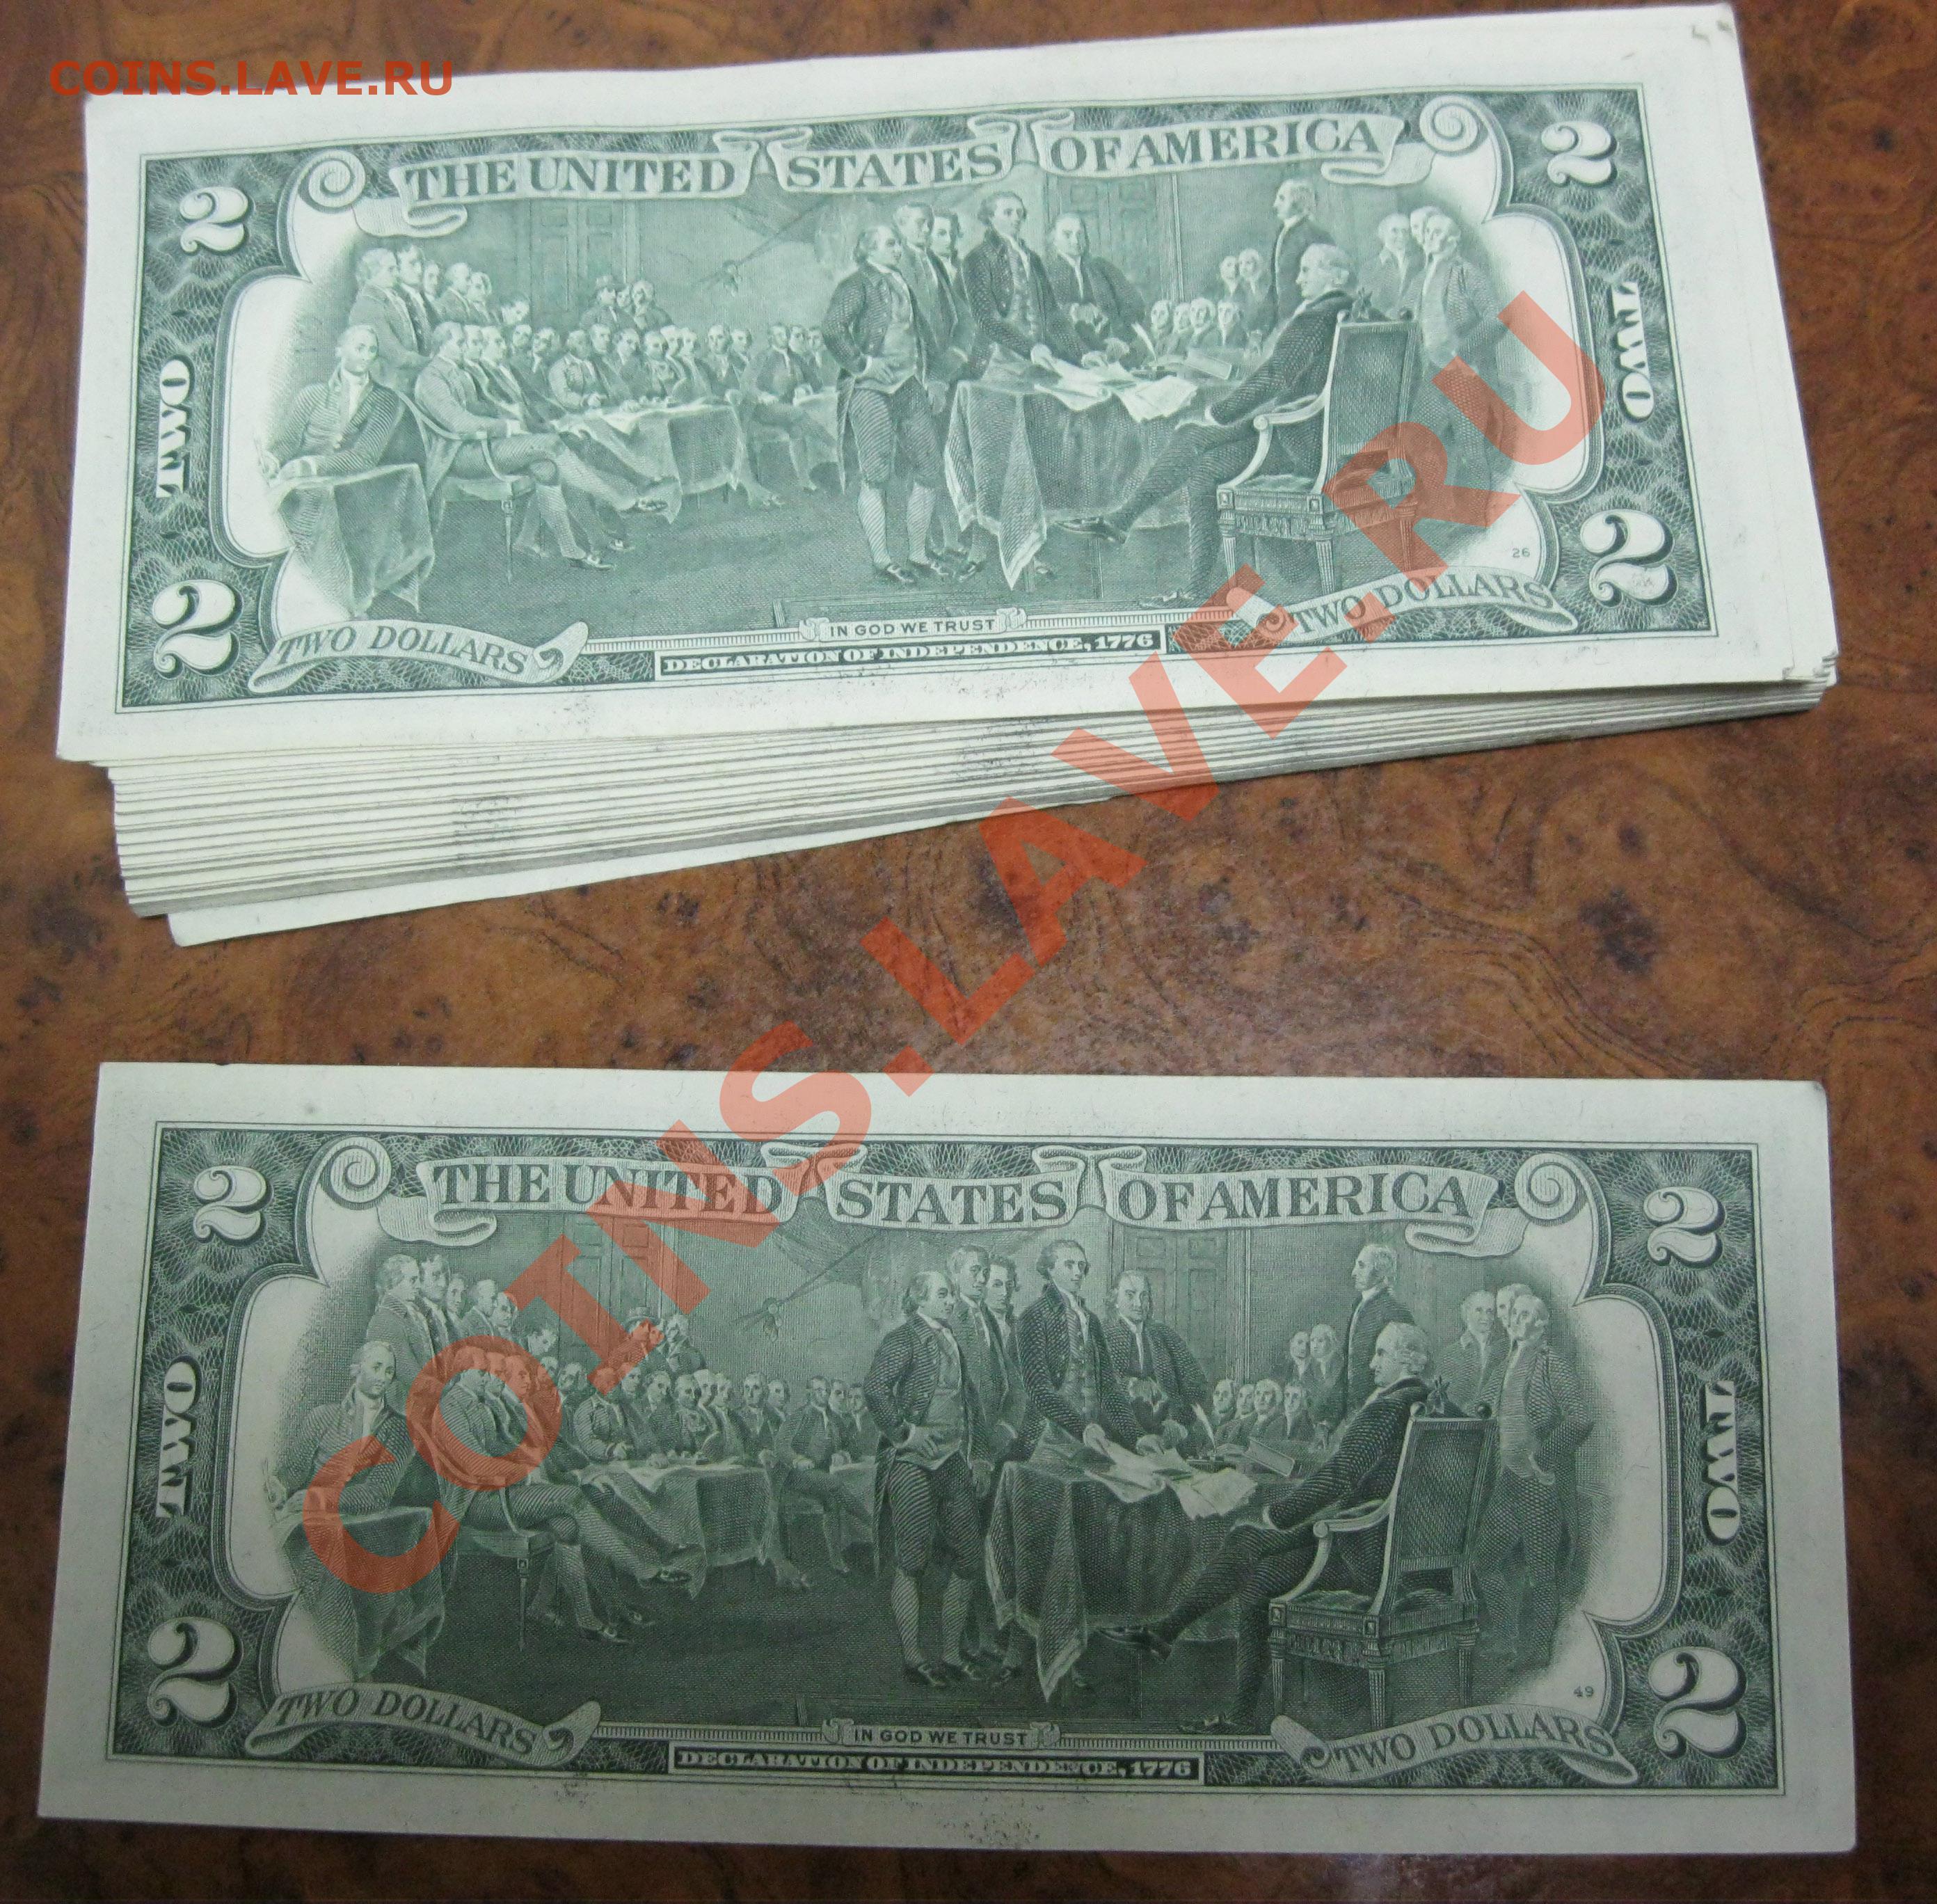 COINS.LAVE.RU
THE UNITED STATES OF AMERICA
2 2
TWO TWO
26
2 2
TWO DOLLARS TWO DOLLARS
IN GOD WE TRUST
DECLARATION OF INDEPENDENCE, 1776
COINS.LAVE.RU
THE UNITED STATES OF AMERICA
2 2
TWO TWO
49
2 2
TWO DOLLARS TWO DOLLARS
IN GOD WE TRUST
DECLARATION OF INDEPENDENCE, 1776